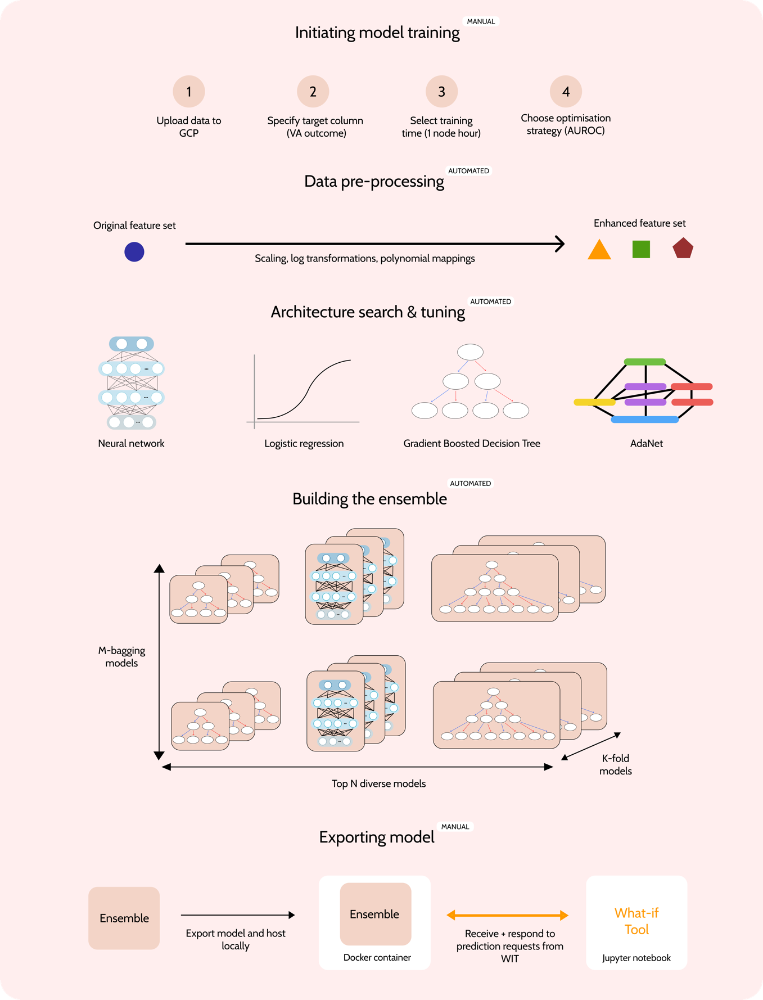 Initiating model training
MANUAL
1
2
3
4
Upload data to
GCP
Specify target column
(VA outcome)
Select training
time (1 node hour)
Choose optimisation
strategy (AUROC)
Data pre-processing
AUTOMATED
Original feature set
Scaling, log transformations, polynomial mappings
Enhanced feature set
Architecture search & tuning
AUTOMATED
Neural network
Logistic regression
Gradient Boosted Decision Tree
AdaNet
Building the ensemble
AUTOMATED
M-bagging
models
Top N diverse models
K-fold
models
Exporting model
MANUAL
Ensemble
Export model and host
locally
Ensemble
Docker container
Receive + respond to
prediction requests from
WIT
What-if
Tool
Jupyter notebook